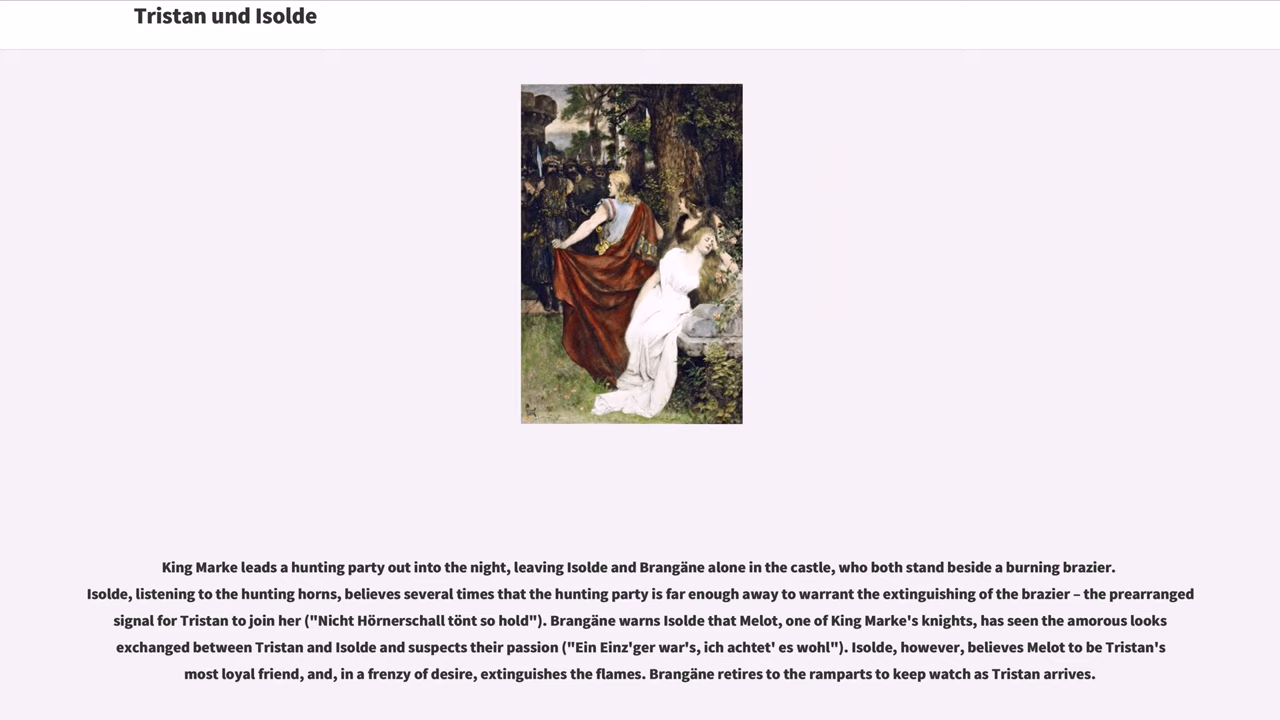 Tristan und Isolde
King Marke leads a hunting party out into the night, leaving Isolde and Brangäne alone in the castle, who both stand beside a burning brazier.
Isolde, listening to the hunting horns, believes several times that the hunting party is far enough away to warrant the extinguishing of the brazier – the prearranged
signal for Tristan to join her ("Nicht Hörnerschall tönt so hold"). Brangäne warns Isolde that Melot, one of King Marke's knights, has seen the amorous looks
exchanged between Tristan and Isolde and suspects their passion ("Ein Einz'ger war's, ich achtet' es wohl"). Isolde, however, believes Melot to be Tristan's
most loyal friend, and, in a frenzy of desire, extinguishes the flames. Brangäne retires to the ramparts to keep watch as Tristan arrives.